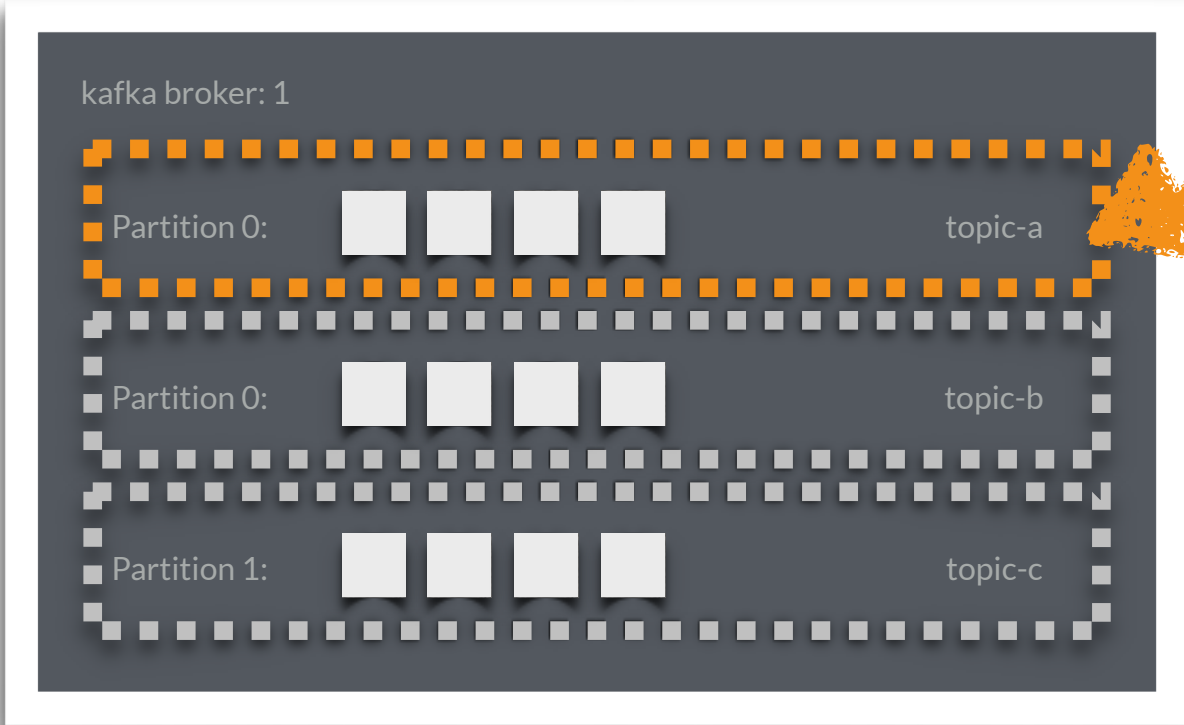 kafka broker: 1
Partition 0: topic-a
Partition 0: topic-b
Partition 1: topic-c